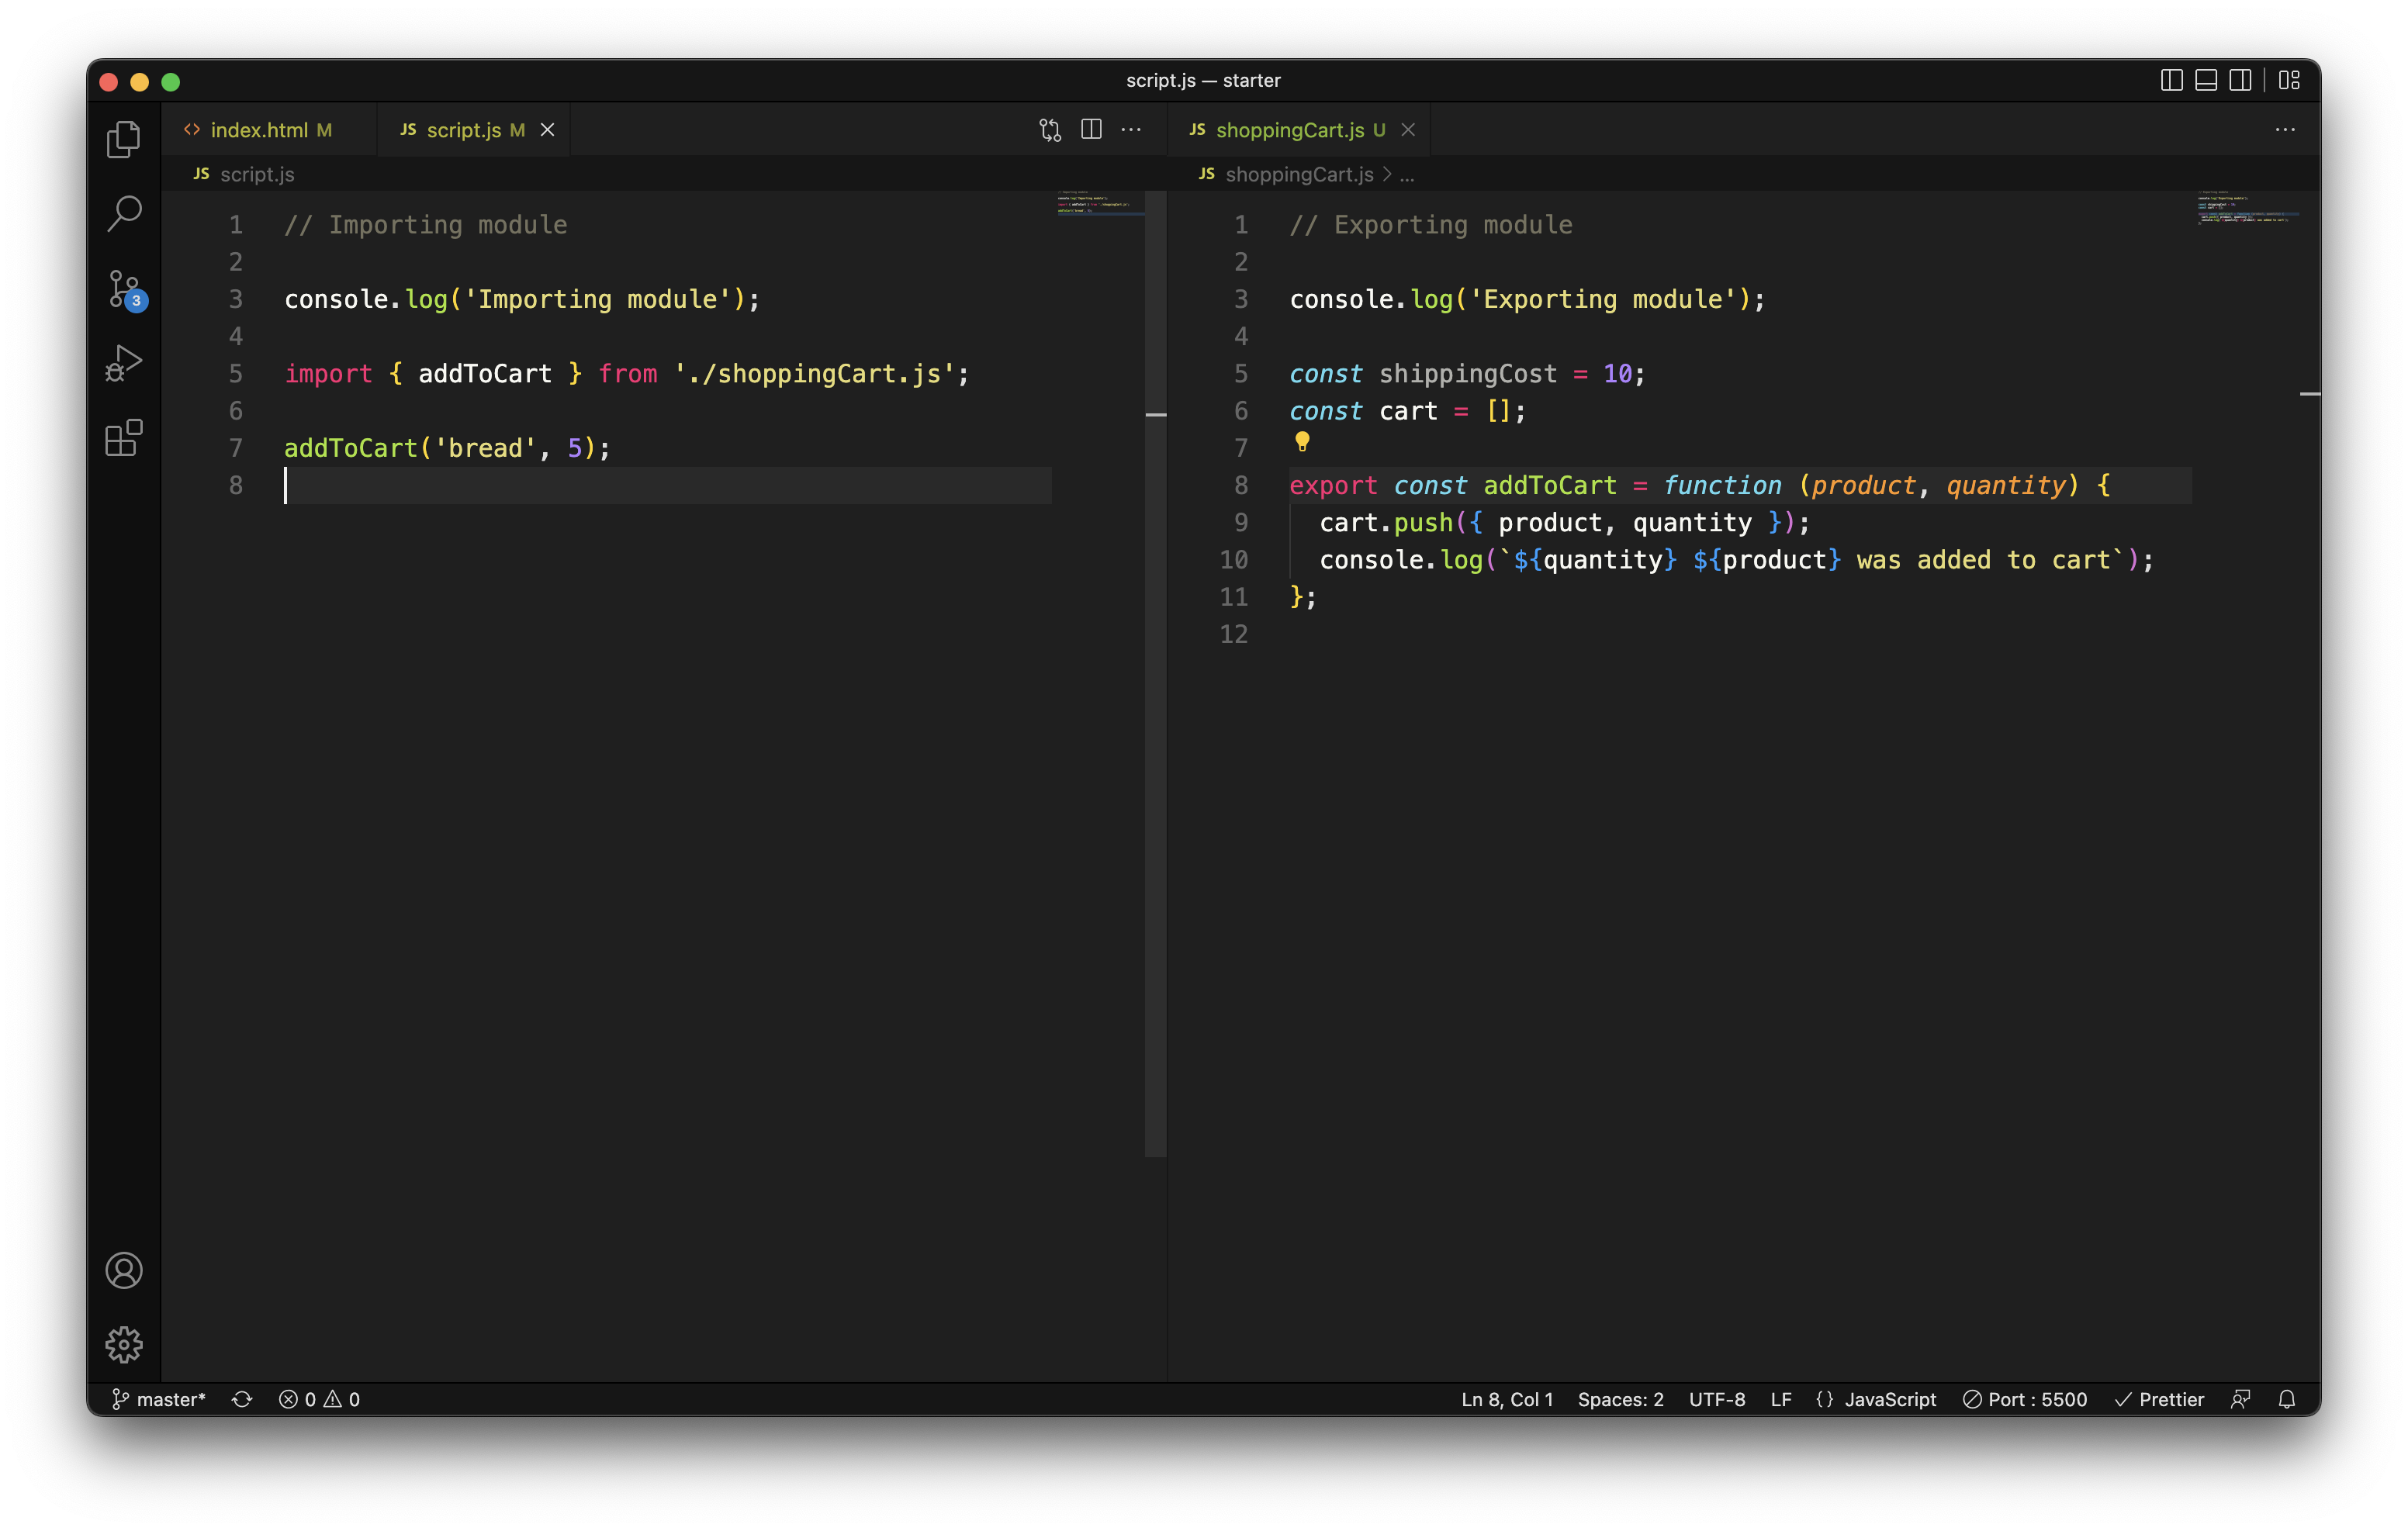 script.js — starter
index.html M
JS script.js M
JS shoppingCart.js U
JS script.js
JS shoppingCart.js > ...
1 // Importing module
2
3 console.log('Importing module');
4
5 import { addToCart } from './shoppingCart.js';
6
7 addToCart('bread', 5);
8
1 // Exporting module
2
3 console.log('Exporting module');
4
5 const shippingCost = 10;
6 const cart = [];
7
8 export const addToCart = function (product, quantity) {
9 cart.push({ product, quantity });
10 console.log(`${quantity} ${product} was added to cart`);
11 };
12
3
master* 0 0 Ln 8, Col 1 Spaces: 2 UTF-8 LF {} JavaScript Port : 5500 Prettier